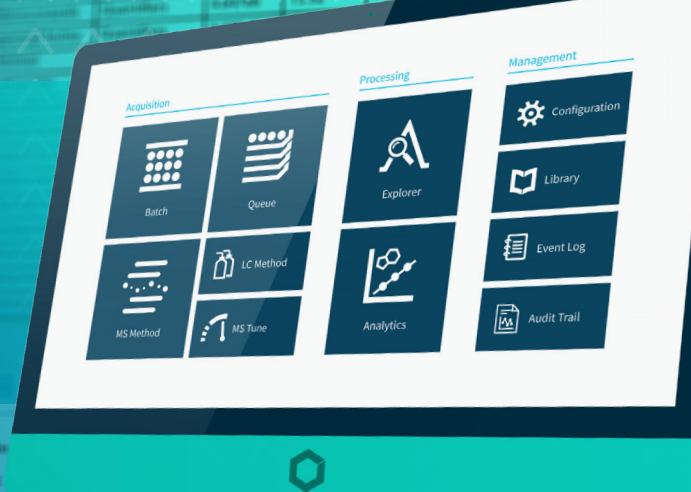 Acquisition
Batch
Queue
MS Method
LC Method
MS Tune
Processing
Explorer
Analytics
Management
Configuration
Library
Event Log
Audit Trail